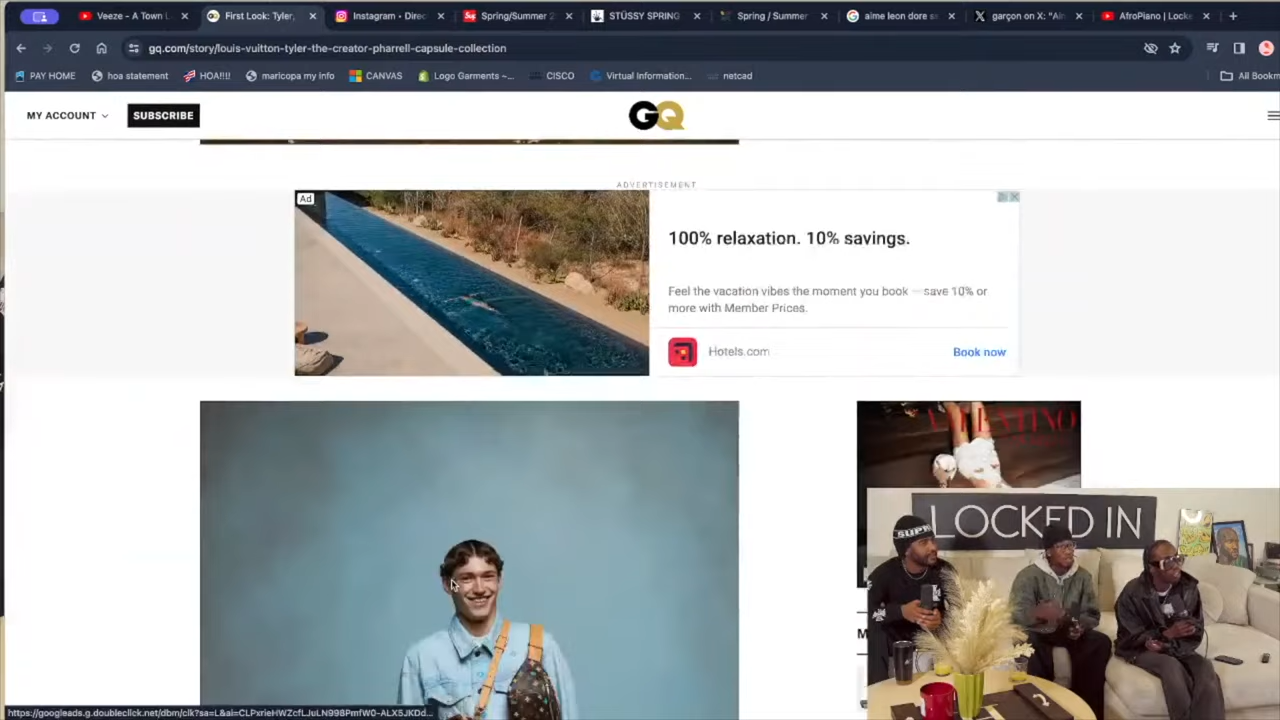 Veeze - A Town L
First Look: Tyler,
Instagram • Direc
Spring/Summer 2
STÜSSY SPRING
Spring / Summer
aime leon dore s
garçon on X: "Aim
AfroPiano | Locke
gq.com/story/louis-vuitton-tyler-the-creator-pharrell-capsule-collection
PAY HOME
hoa statement
HOA!!!!
maricopa my info
CANVAS
Logo Garments –...
CISCO
Virtual Information...
netcad
All Bookm
MY ACCOUNT
SUBSCRIBE
GQ
ADVERTISEMENT
Ad
100% relaxation. 10% savings.
Feel the vacation vibes the moment you book —save 10% or
more with Member Prices.
Hotels.com
Book now
VALENTINO
LOCKED IN
SUPR
M